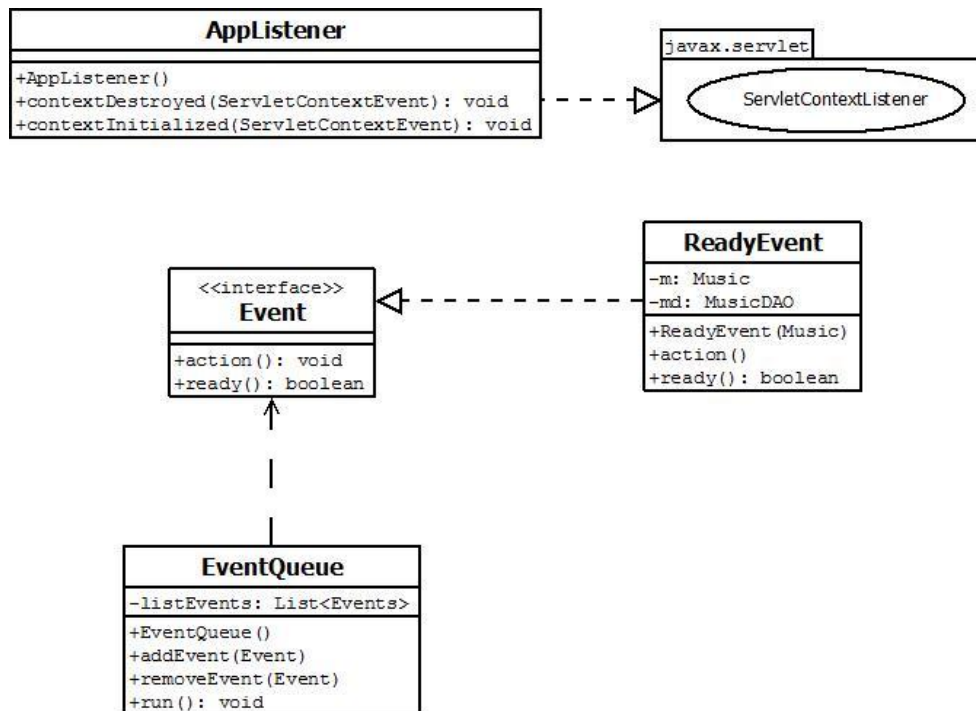 AppListener
+AppListener()
+contextDestroyed(ServletContextEvent): void
+contextInitialized(ServletContextEvent): void
javax.servlet
ServletContextListener
ReadyEvent
-m: Music
-md: MusicDAO
+ReadyEvent(Music)
+action()
+ready(): boolean
<<interface>>
Event
+action(): void
+ready(): boolean
EventQueue
-listEvents: List<Events>
+EventQueue()
+addEvent(Event)
+removeEvent(Event)
+run(): void